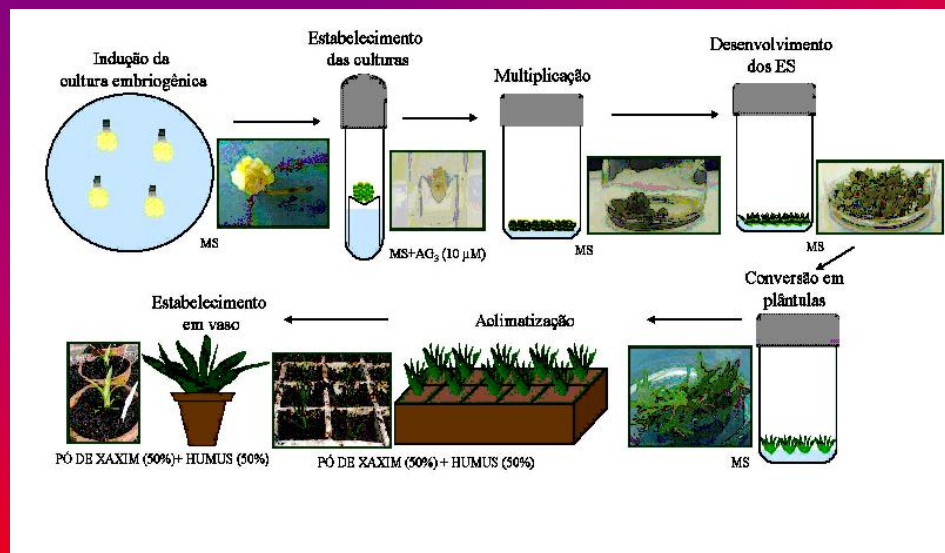 Indução da
cultura embriogênica
Estabelecimento
das culturas
Multiplicação
Desenvolvimento
dos ES
MS
MS+AG₃ (10 µM)
MS
MS
Conversão em
plântulas
Aclimatização
Estabelecimento
em vaso
PÓ DE XAXIM (50%)+ HUMUS (50%)
PÓ DE XAXIM (50%) + HUMUS (50%)
MS